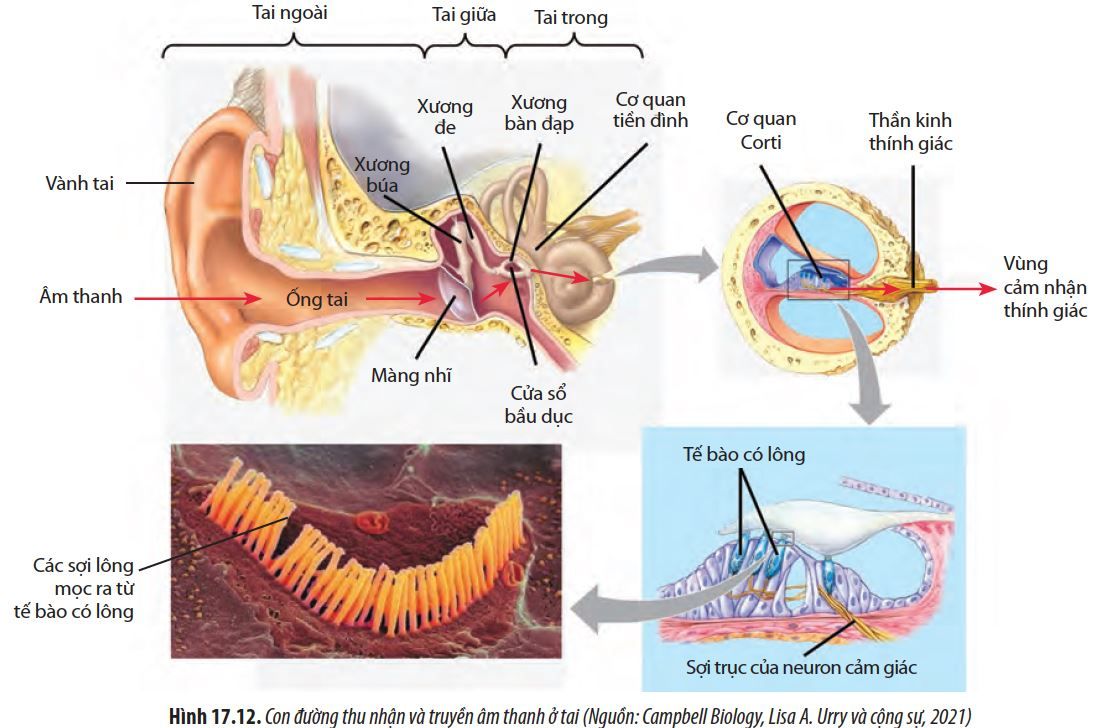 Tai ngoài
Tai giữa
Tai trong
Xương
đe
Xương
bàn đạp
Cơ quan
tiền đình
Xương
búa
Vành tai
Âm thanh
Ống tai
Màng nhĩ
Cửa sổ
bầu dục
Cơ quan
Corti
Thần kinh
thính giác
Vùng
cảm nhận
thính giác
Tế bào có lông
Các sợi lông
mọc ra từ
tế bào có lông
Sợi trục của neuron cảm giác
Hình 17.12. Con đường thu nhận và truyền âm thanh ở tai (Nguồn: Campbell Biology, Lisa A. Urry và cộng sự, 2021)